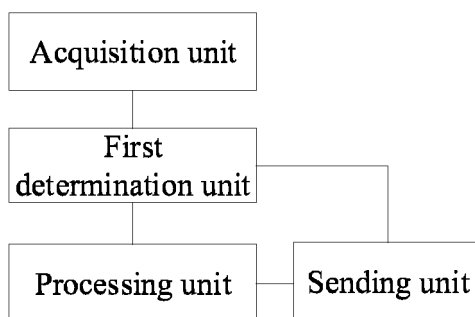 Acquisition unit
First
determination unit
Processing unit
Sending unit